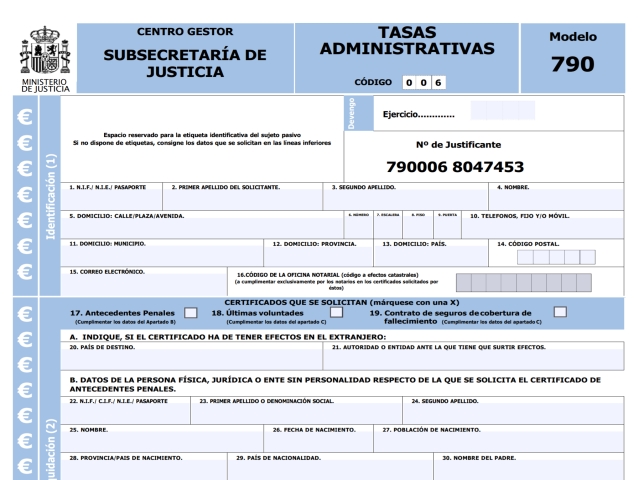 CENTRO GESTOR
SUBSECRETARÍA DE
JUSTICIA
TASAS
ADMINISTRATIVAS
CÓDIGO 0 0 6
Modelo
790
MINISTERIO
DE JUSTICIA
Identificación (1)
Espacio reservado para la etiqueta identificativa del sujeto pasivo
Si no dispone de etiquetas, consigne los datos que se solicitan en las lineas inferiores
Devengo
Ejercicio.............
Nº de Justificante
790006 8047453
1. N.I.F./ N.I.E./ PASAPORTE 2. PRIMER APELLIDO DEL SOLICITANTE. 3. SEGUNDO APELLIDO. 4. NOMBRE.
5. DOMICILIO: CALLE/PLAZA/AVENIDA. 6. NÚMERO 7. ESCALERA 8. PISO 9. PUERTA 10. TELEFONOS, FIJO Y/O MÓVIL.
11. DOMICILIO: MUNICIPIO. 12. DOMICILIO: PROVINCIA. 13. DOMICILIO: PAÍS. 14. CÓDIGO POSTAL.
15. CORREO ELECTRÓNICO.
16.CÓDIGO DE LA OFICINA NOTARIAL (código a efectos catastrales)
(a cumplimentar exclusivamente por los notarios en los certificados solicitados por
éstos)
CERTIFICADOS QUE SE SOLICITAN (márquese con una X)
17. Antecedentes Penales 18. Últimas voluntades 19. Contrato de seguros de cobertura de
(Cumplimentar los datos del Apartado B) (Cumplimentar los datos del apartado C) fallecimiento (Cumplimentar los datos del apartado C)
A. INDIQUE, SI EL CERTIFICADO HA DE TENER EFECTOS EN EL EXTRANJERO:
20. PAÍS DE DESTINO. 21. AUTORIDAD O ENTIDAD ANTE LA QUE TIENE QUE SURTIR EFECTOS.
B. DATOS DE LA PERSONA FÍSICA, JURÍDICA O ENTE SIN PERSONALIDAD RESPECTO DE LA QUE SE SOLICITA EL CERTIFICADO DE
ANTECEDENTES PENALES.
22. N.I.F./ C.I.F./ N.I.E./ PASAPORTE 23. PRIMER APELLIDO O DENOMINACIÓN SOCIAL. 24. SEGUNDO APELLIDO.
25. NOMBRE. 26. FECHA DE NACIMIENTO. 27. POBLACIÓN DE NACIMIENTO.
28. PROVINCIA/PAIS DE NACIMIENTO. 29. PAÍS DE NACIONALIDAD. 30. NOMBRE DEL PADRE.
uidación (2)